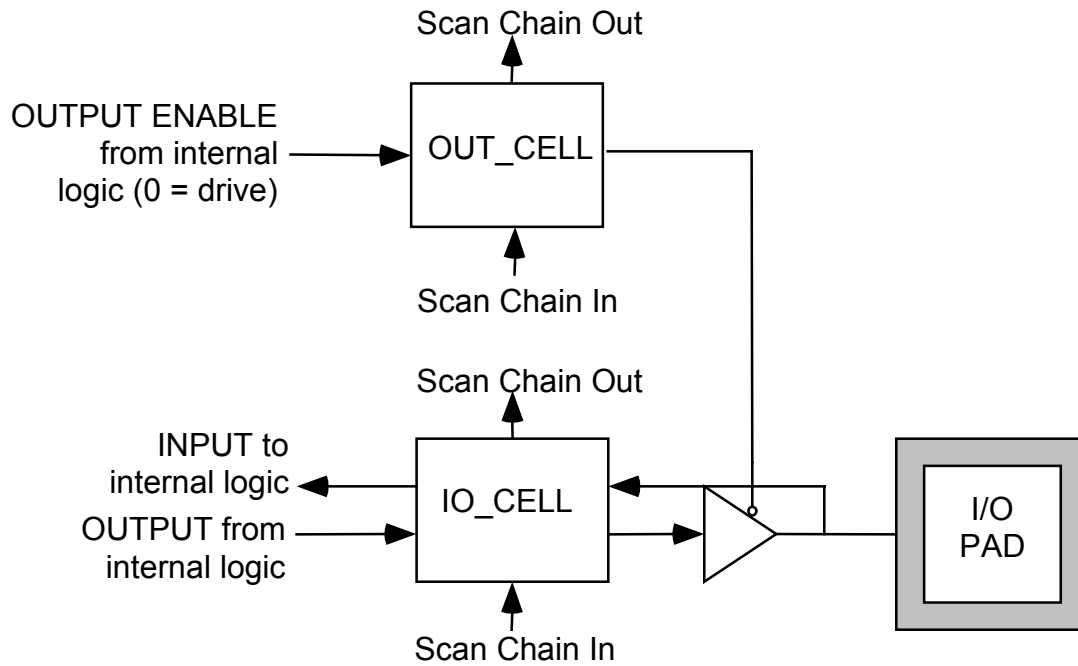 Scan Chain Out
OUTPUT ENABLE
from internal
logic (0 = drive)
OUT_CELL
Scan Chain In
Scan Chain Out
INPUT to
internal logic
OUTPUT from
internal logic
IO_CELL
I/O
PAD
Scan Chain In